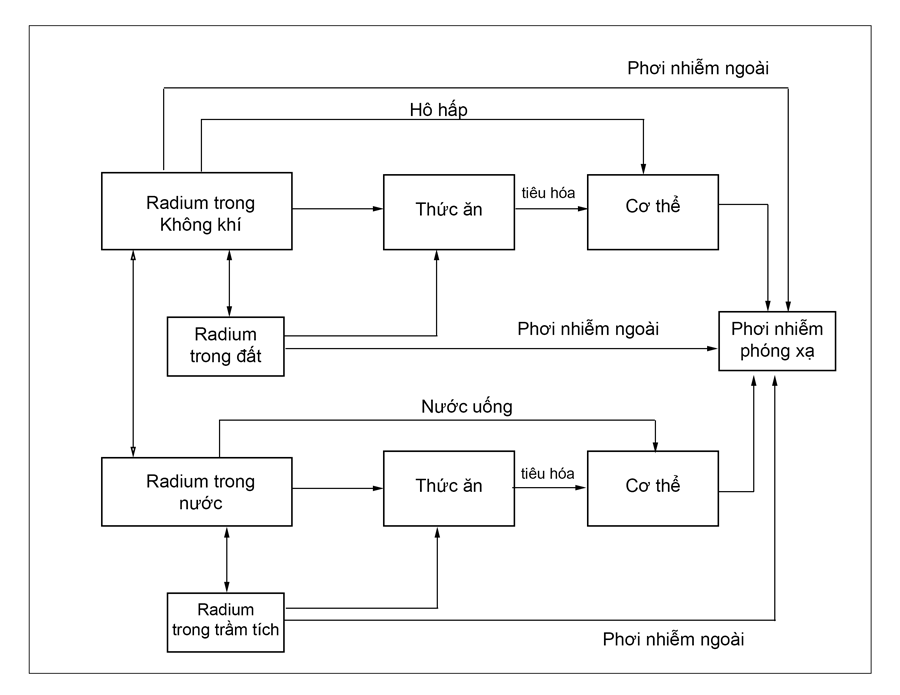 Phơi nhiễm ngoài
Hô hấp
Radium trong
Không khí
Thức ăn
tiêu hóa
Cơ thể
Radium
trong đất
Phơi nhiễm ngoài
Phơi nhiễm
phóng xạ
Nước uống
Radium trong
nước
Thức ăn
tiêu hóa
Cơ thể
Radium
trong trầm tích
Phơi nhiễm ngoài